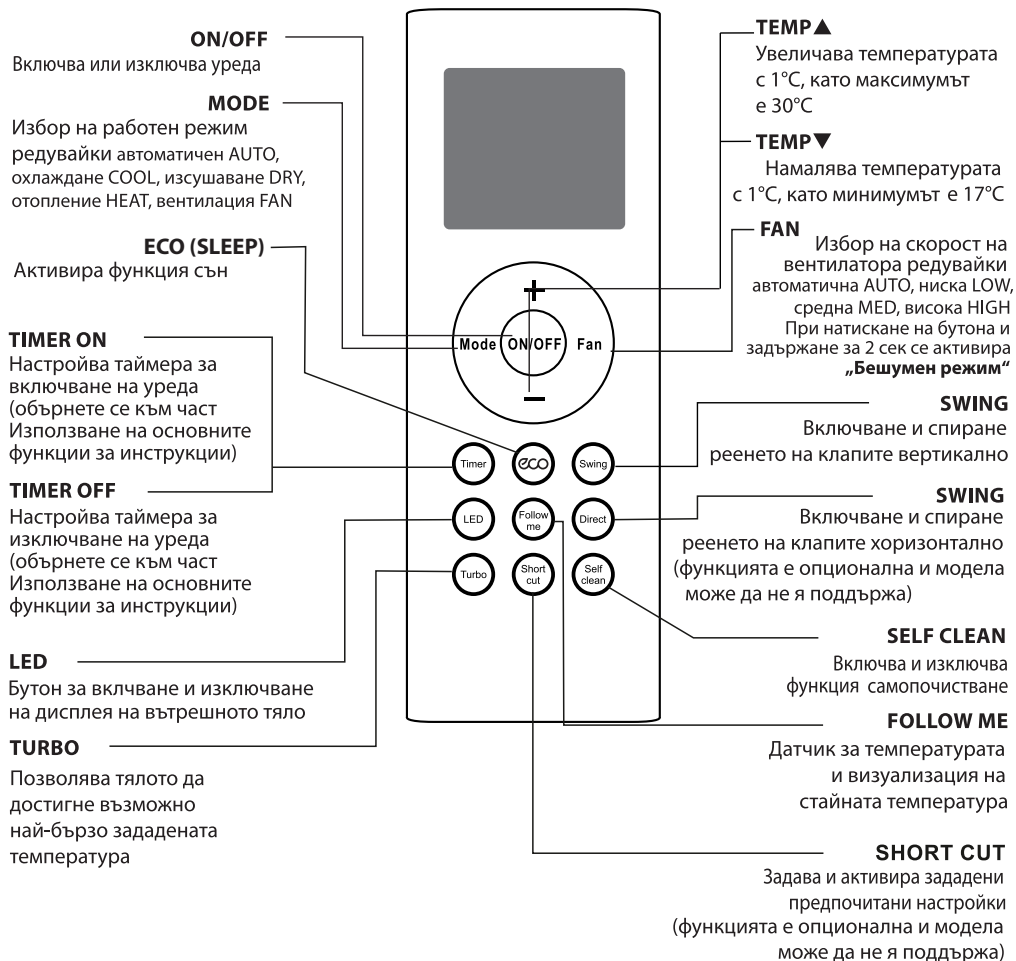 ON/OFF
Включва или изключва уреда
MODE
Избор на работен режим
редувайки автоматичен AUTO,
охлаждане COOL, изсушаване DRY,
отопление HEAT, вентилация FAN
ECO (SLEEP)
Активира функция сън
TIMER ON
Настройва таймера за
включване на уреда
(обърнете се към част
Използване на основните
функции за инструкции)
TIMER OFF
Настройва таймера за
изключване на уреда
(обърнете се към част
Използване на основните
функции за инструкции)
LED
Бутон за вклчване и изключване
на дисплея на вътрешното тяло
TURBO
Позволява тялото да
достигне възможно
най-бързо зададената
температура
+
Mode ON/OFF Fan
−
Timer eco Swing
LED Follow me Direct
Turbo Short cut Self clean
TEMP▲
Увеличава температурата
с 1°C, като максимумът
е 30°C
TEMP▼
Намалява температурата
с 1°C, като минимумът е 17°C
FAN
Избор на скорост на
вентилатора редувайки
автоматична AUTO, ниска LOW,
средна MED, висока HIGH
При натискане на бутона и
задържане за 2 сек се активира
„Бешумен режим“
SWING
Включване и спиране
реенето на клапите вертикално
SWING
Включване и спиране
реенето на клапите хоризонтално
(функцията е опционална и модела
може да не я поддържа)
SELF CLEAN
Включва и изключва
функция самопочистване
FOLLOW ME
Датчик за температурата
и визуализация на
стайната температура
SHORT CUT
Задава и активира зададени
предпочитани настройки
(функцията е опционална и модела
може да не я поддържа)